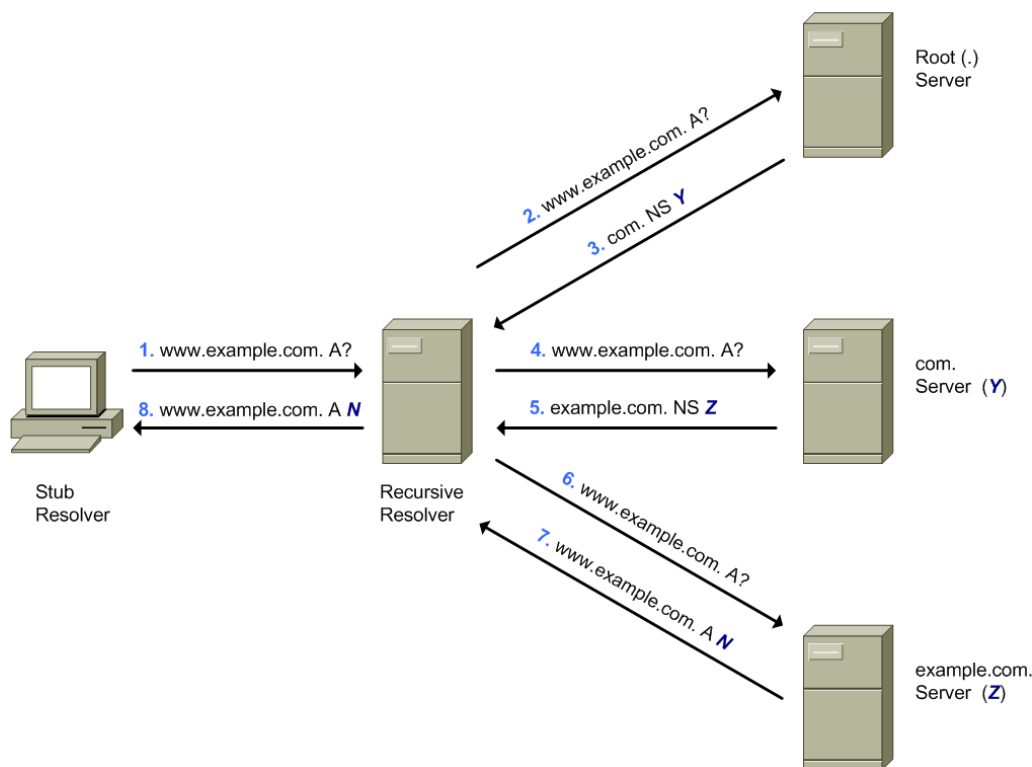 Root (.)
Server
2. www.example.com. A?
3. com. NS Y
1. www.example.com. A?
8. www.example.com. A N
4. www.example.com. A?
5. example.com. NS Z
com.
Server (Y)
Stub
Resolver
Recursive
Resolver
6. www.example.com. A?
7. www.example.com. A N
example.com.
Server (Z)